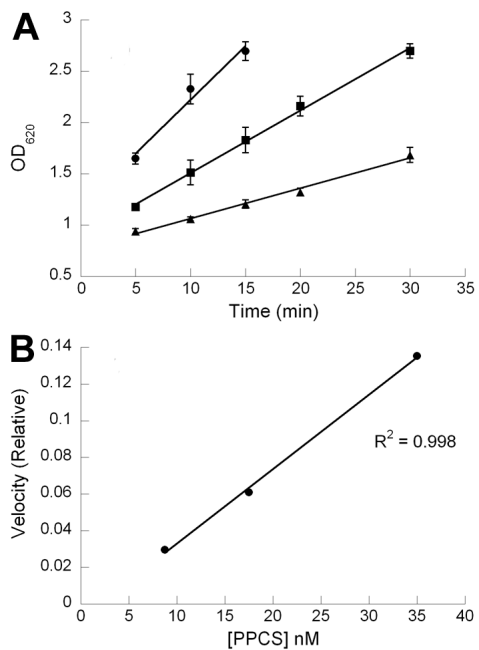 A
3
2.5
2
1.5
1
0.5
OD620
0 5 10 15 20 25 30 35
Time (min)
B
0.14
0.12
0.1
0.08
0.06
0.04
0.02
0
Velocity (Relative)
R2 = 0.998
0 5 10 15 20 25 30 35 40
[PPCS] nM